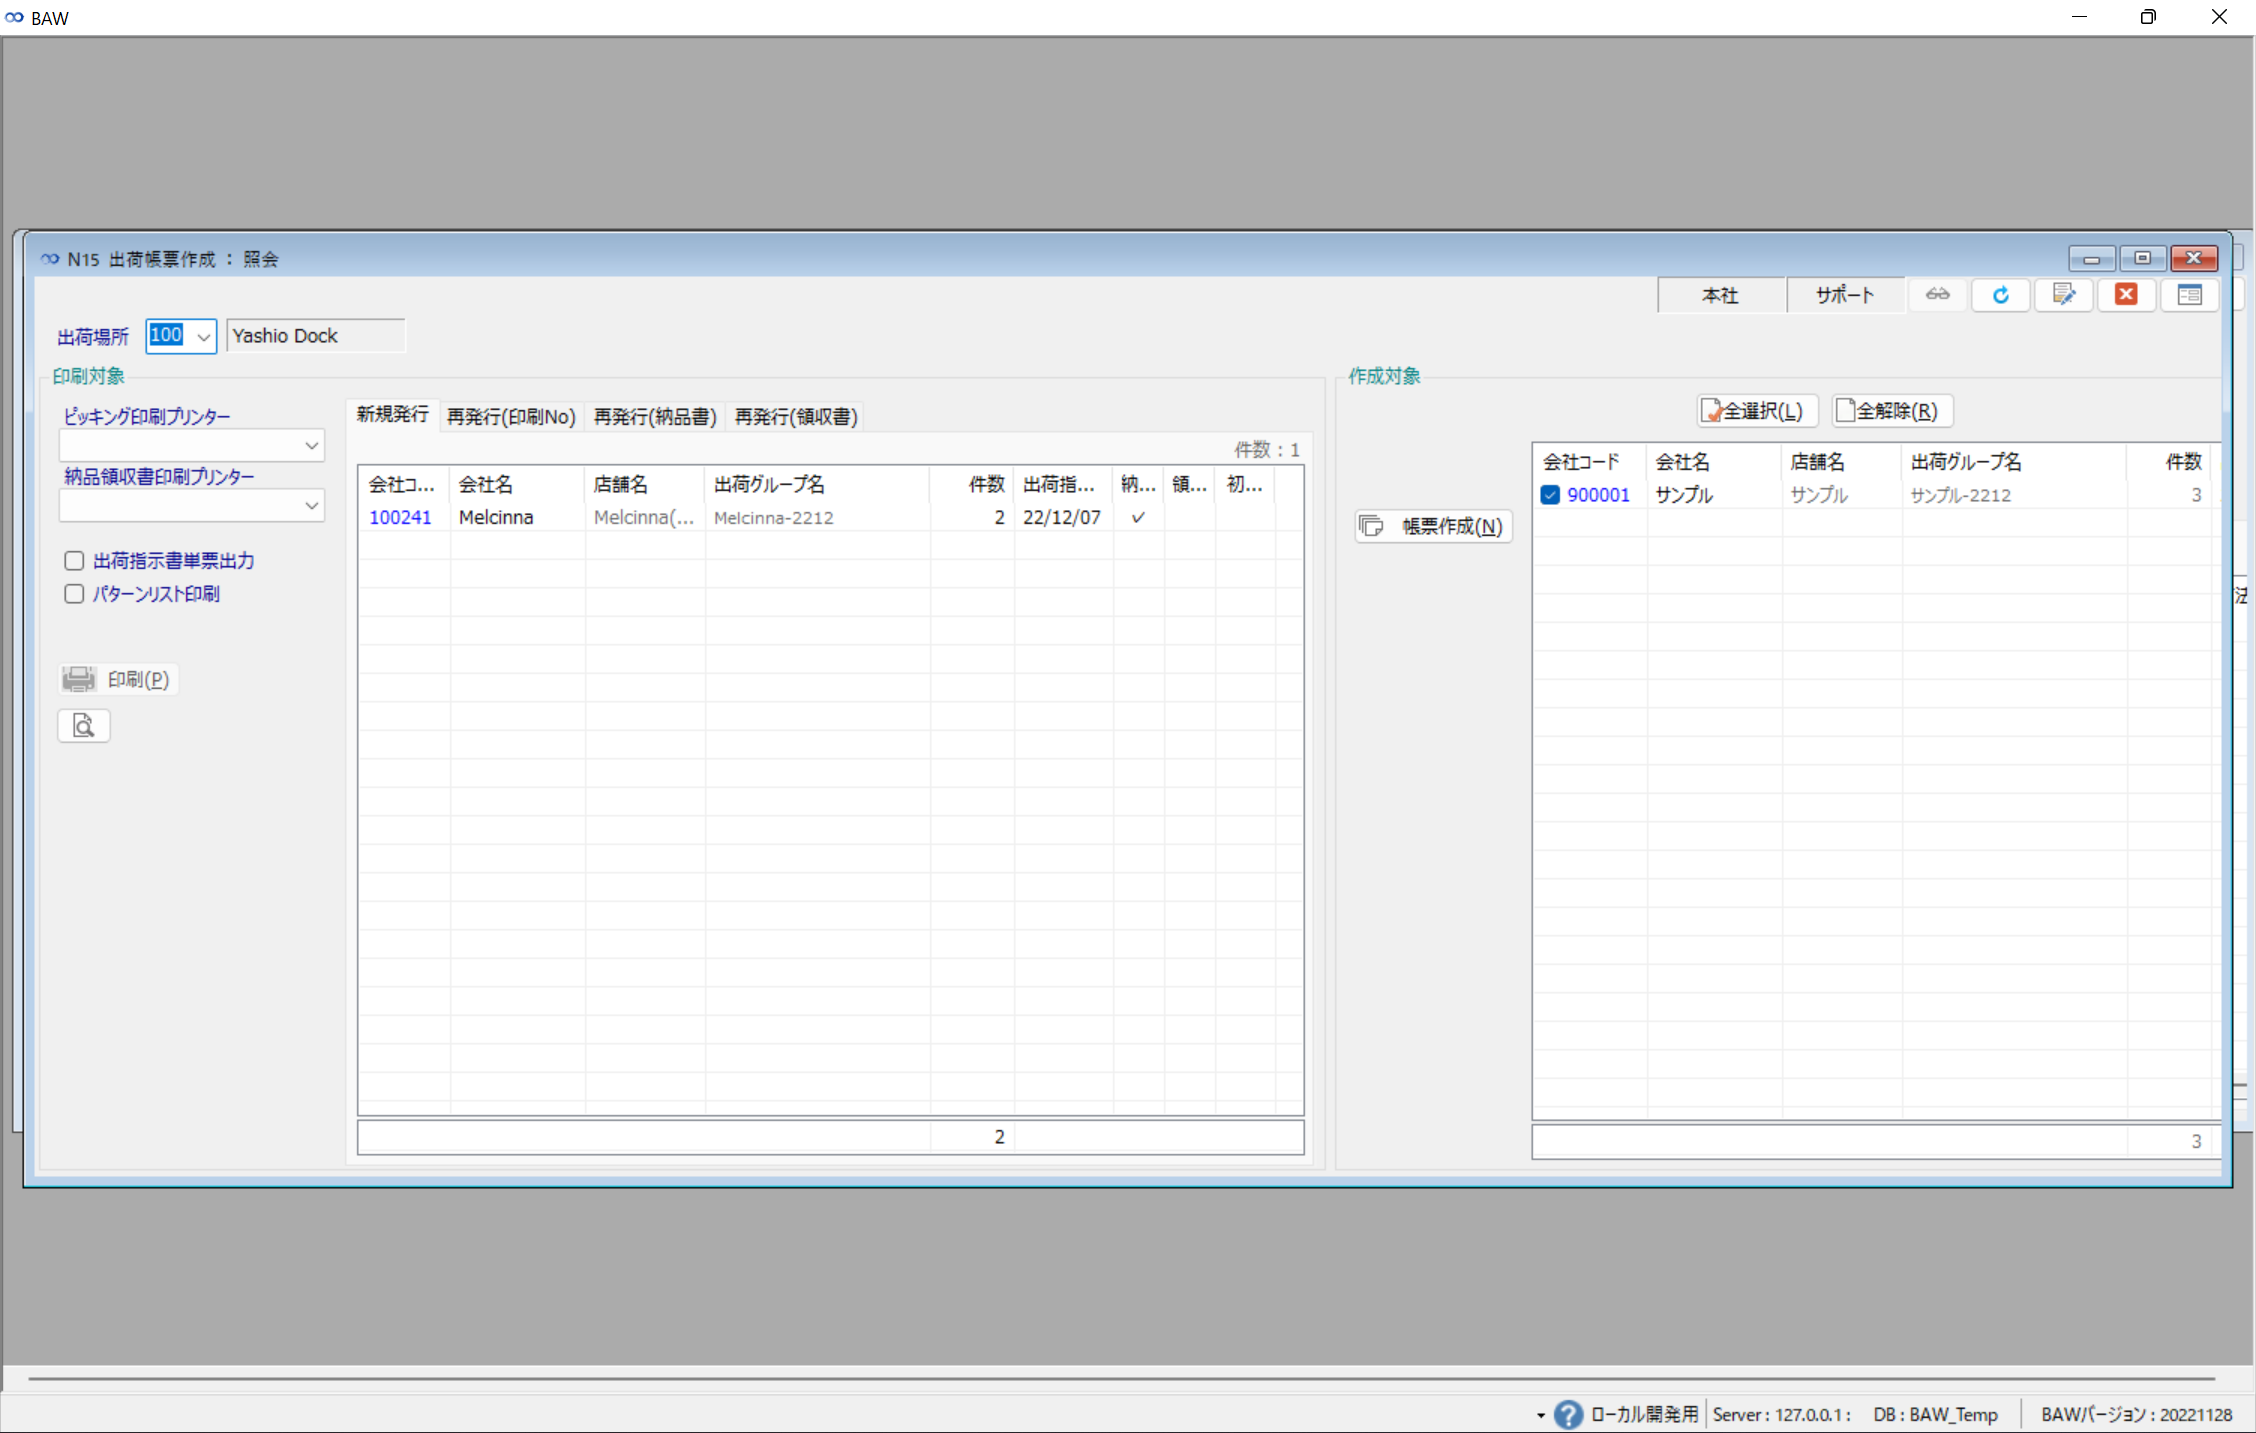 BAW
N15 出荷帳票作成 : 照会
本社
サポート
出荷場所
100
Yashio Dock
印刷対象
ピッキング印刷プリンター
納品領収書印刷プリンター
出荷指示書単票出力
パターンリスト印刷
印刷(P)
新規発行
再発行(印刷No)
再発行(納品書)
再発行(領収書)
件数 : 1
会社コ... 会社名 店舗名 出荷グループ名 件数 出荷指... 納... 領... 初...
100241 Melcinna Melcinna(... Melcinna-2212 2 22/12/07 ✓
2
作成対象
全選択(L)
全解除(R)
帳票作成(N)
会社コード 会社名 店舗名 出荷グループ名 件数
900001 サンプル サンプル サンプル-2212 3
3
法
ローカル開発用 Server : 127.0.0.1 : DB : BAW_Temp BAWバージョン : 20221128